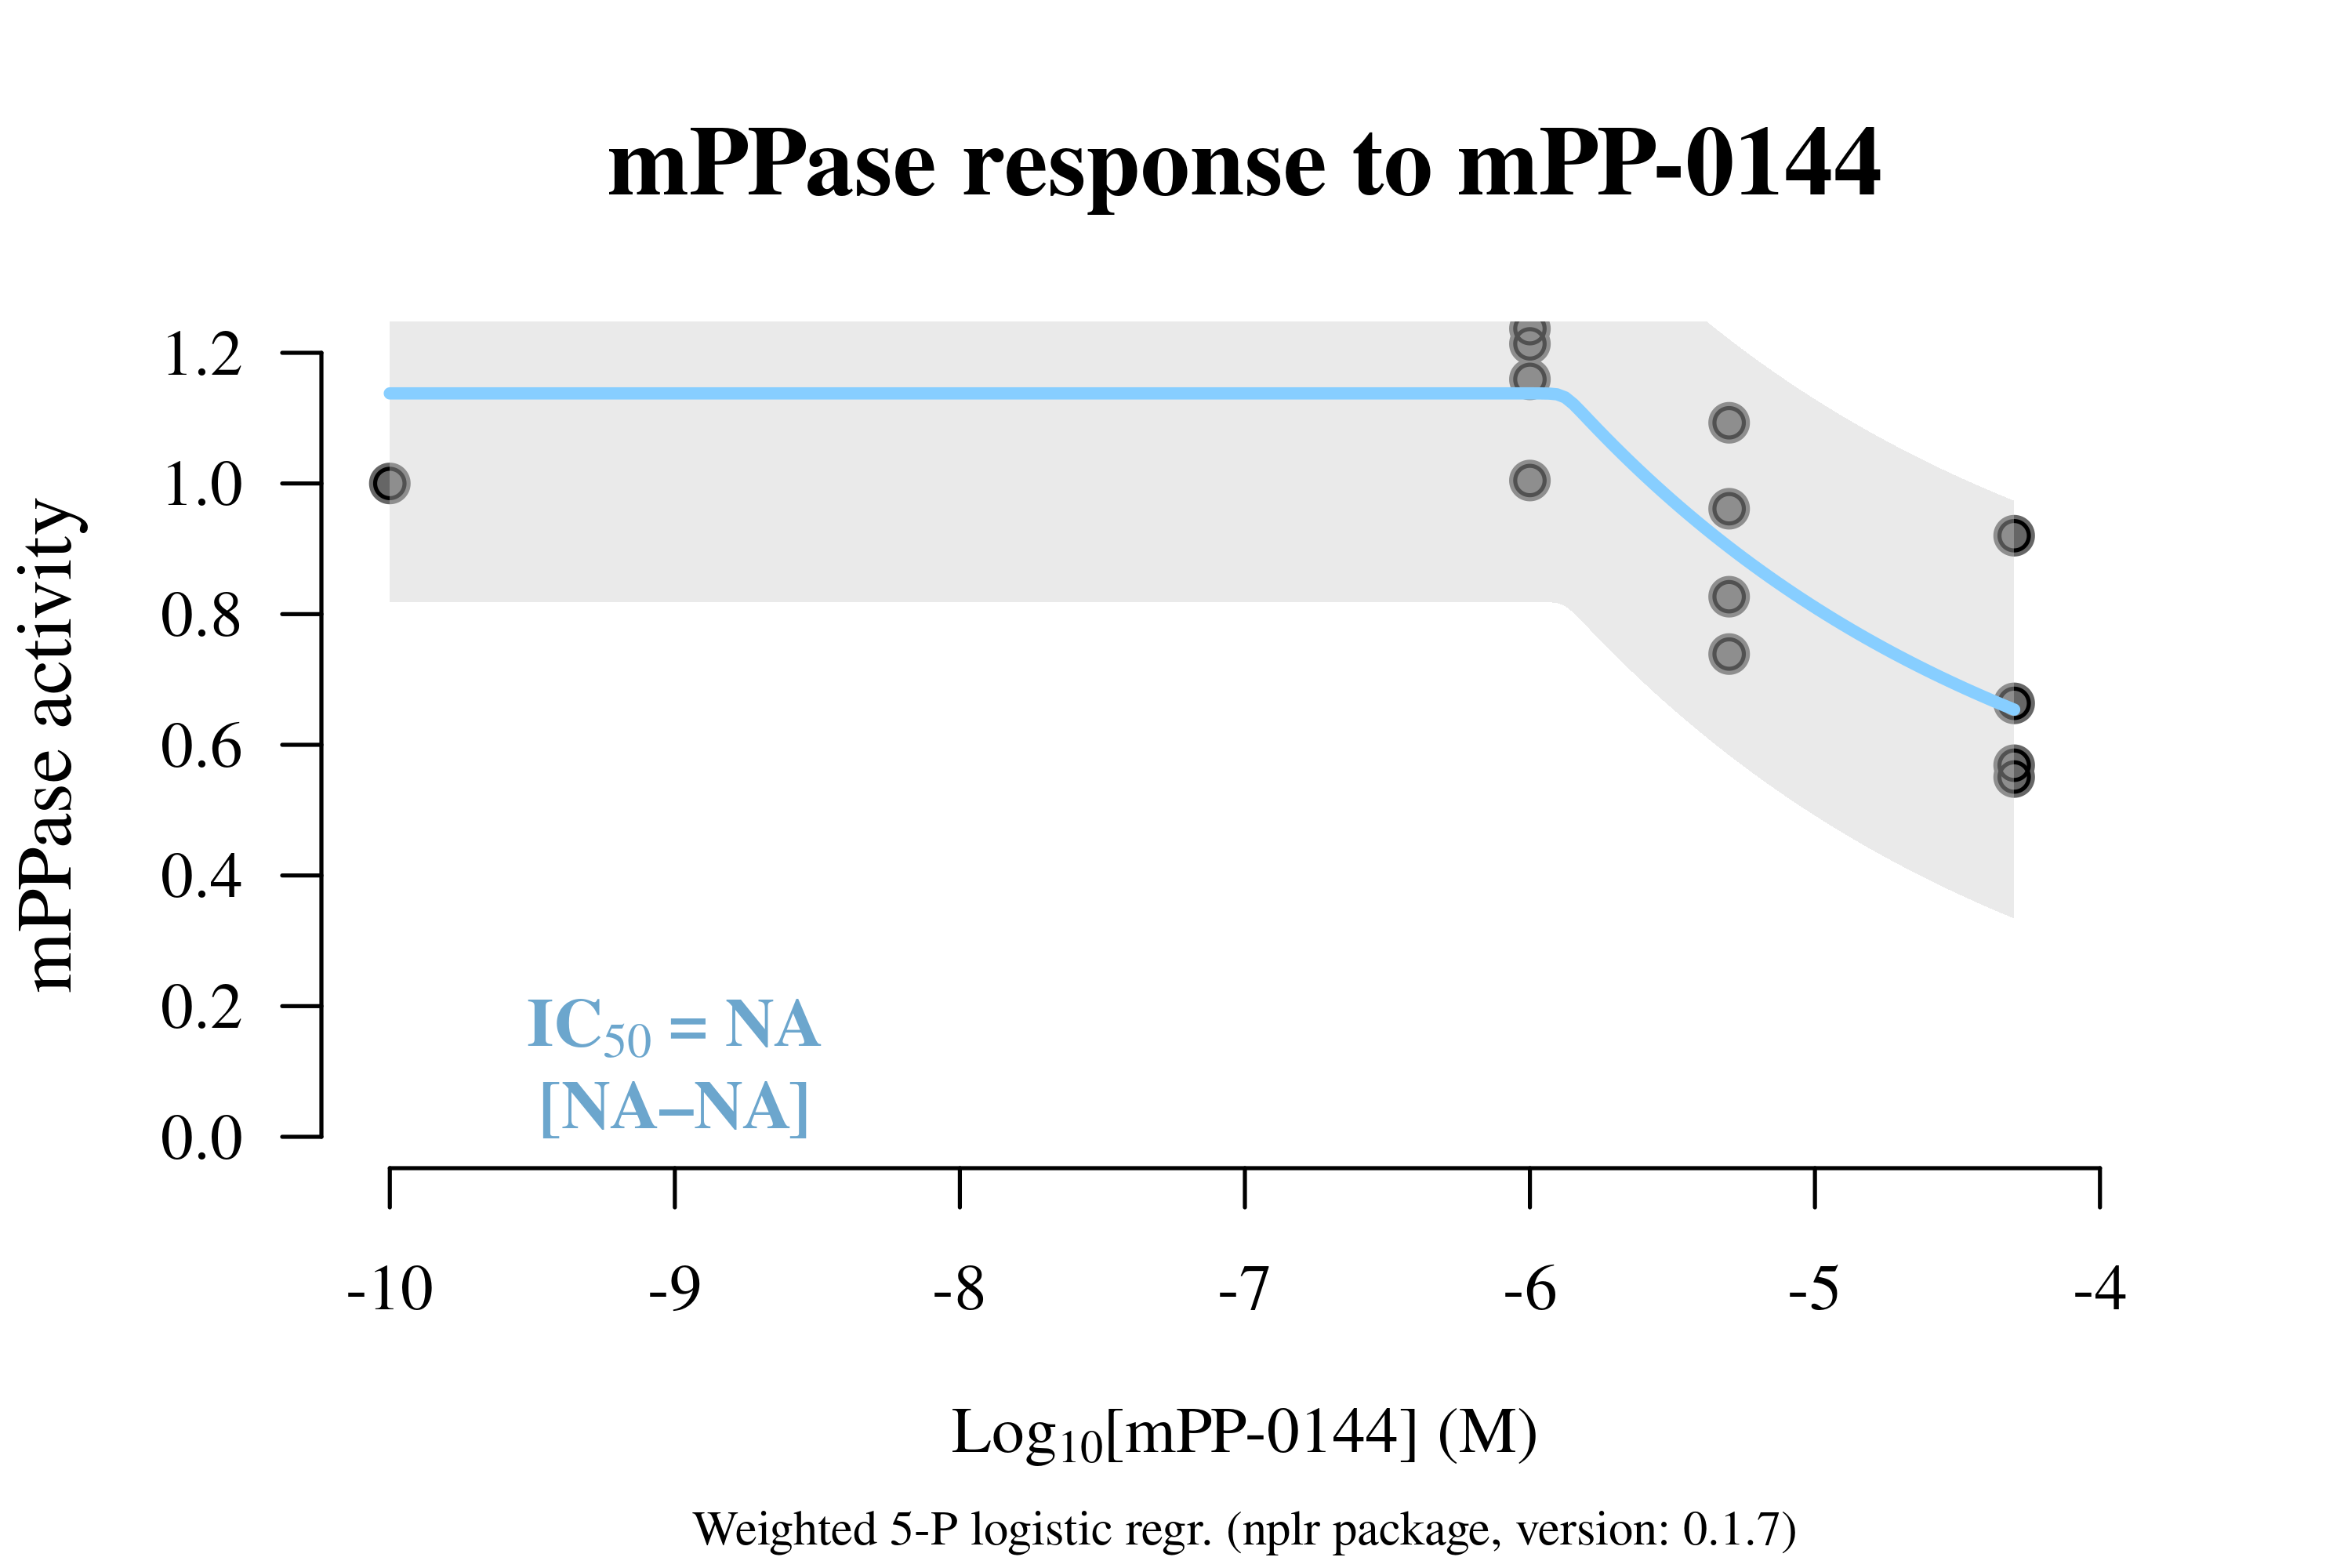 mPPase response to mPP-0144
mPPase activity
1.2
1.0
0.8
0.6
0.4
0.2
0.0
IC50 = NA
[NA–NA]
-10 -9 -8 -7 -6 -5 -4
Log10[mPP-0144] (M)
Weighted 5-P logistic regr. (nplr package, version: 0.1.7)